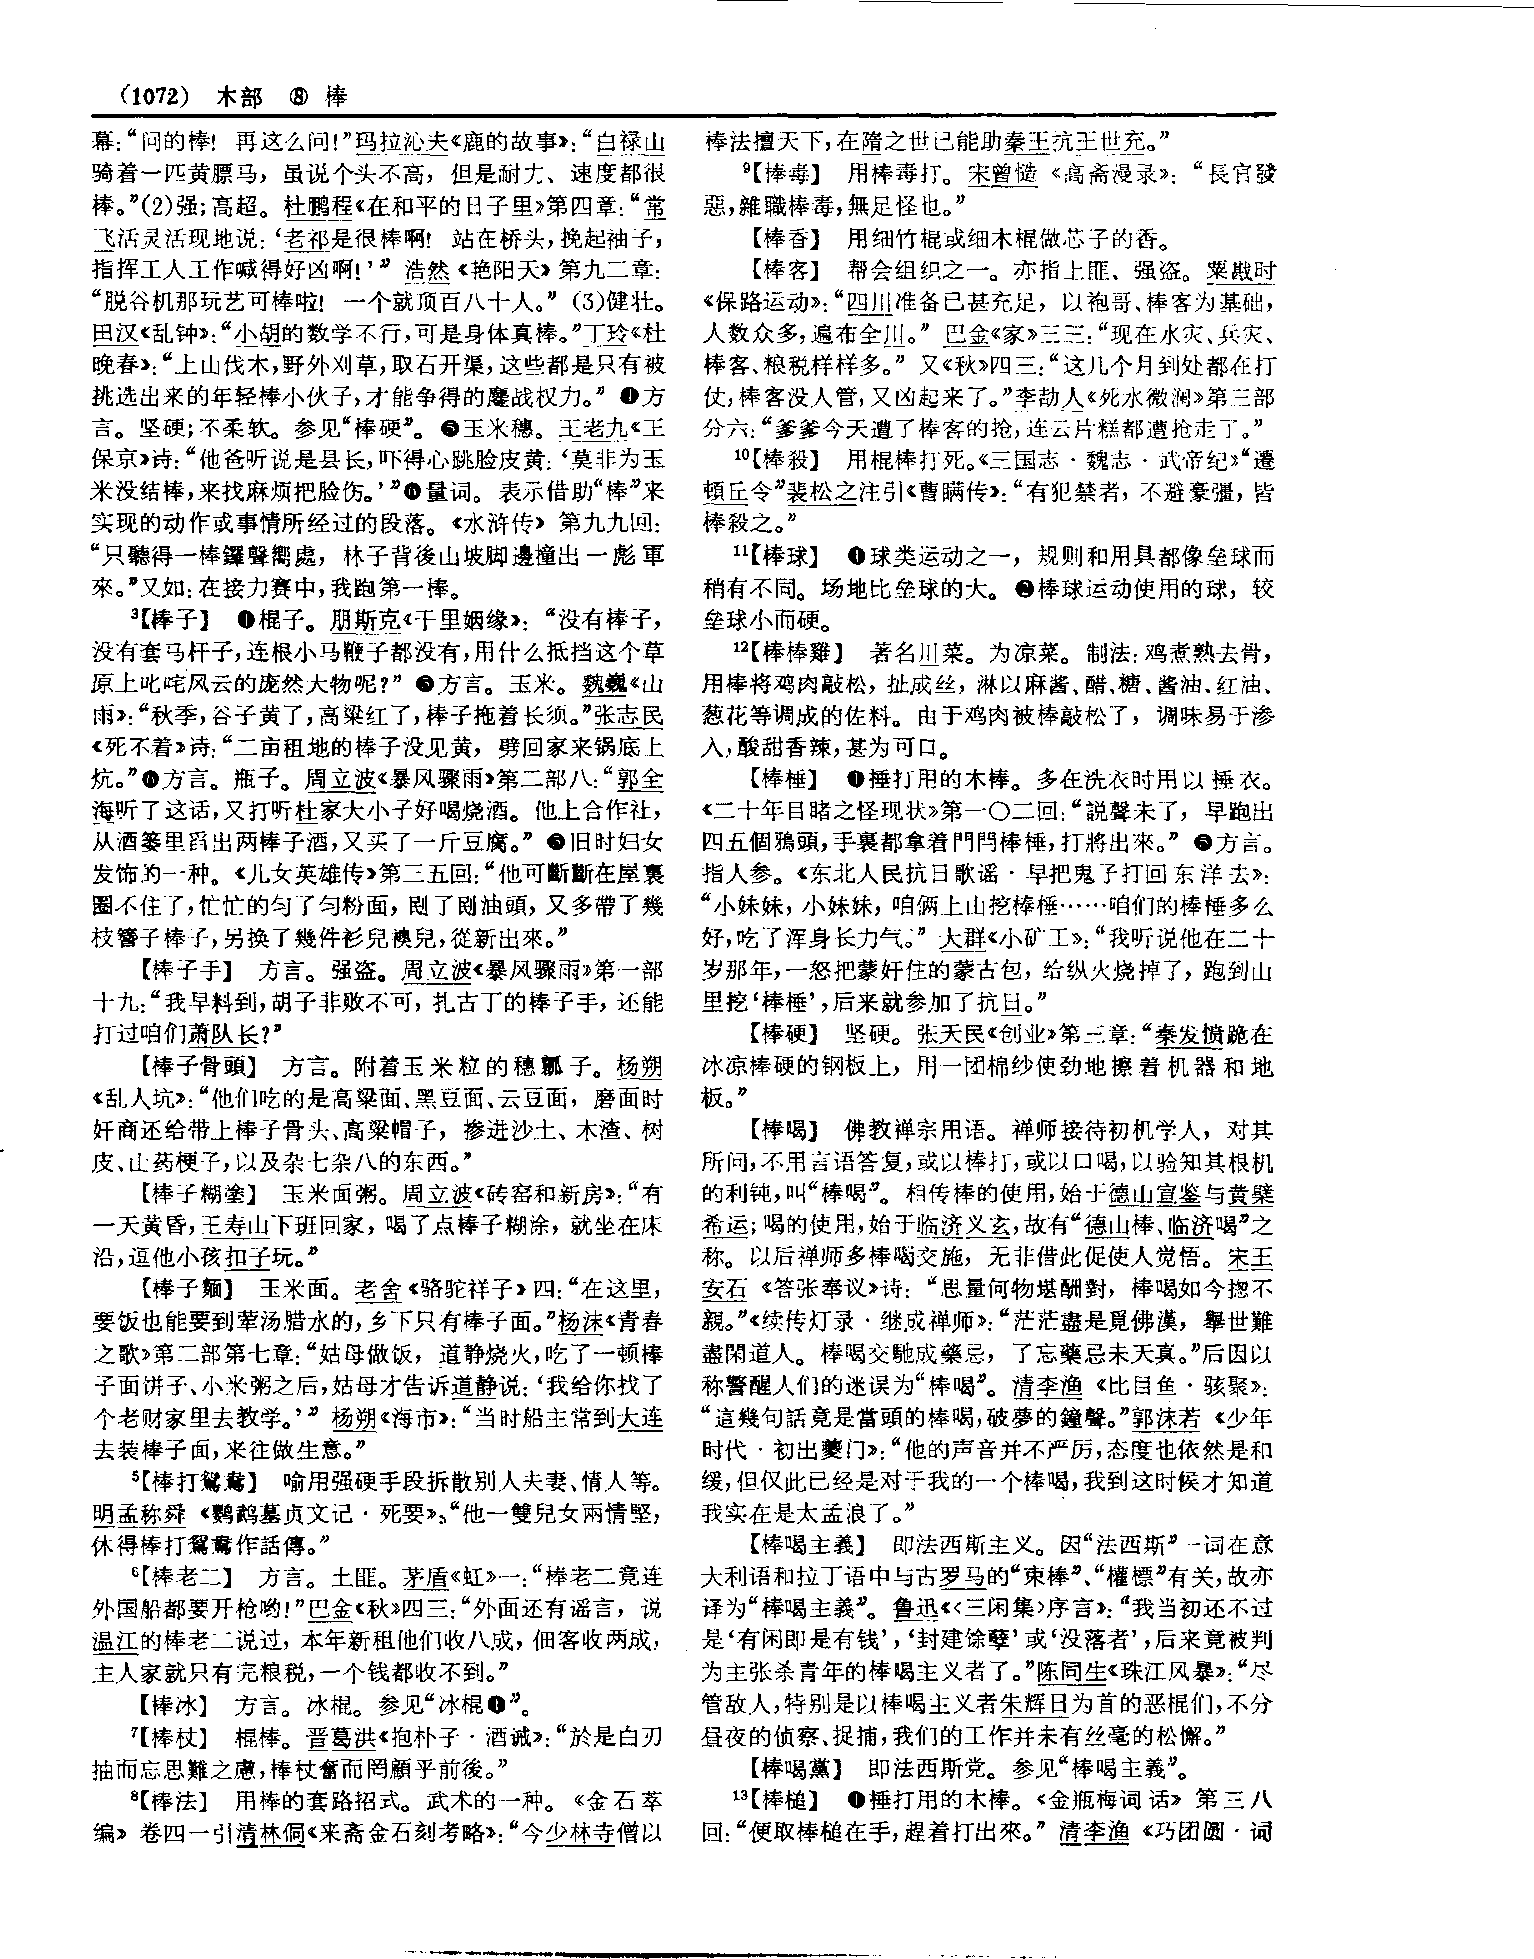 （1072） 木部 ⑧ 棒
幕：“问的棒！再这么问！”玛拉沁夫《鹿的故事》：“白禄山
骑着一匹黄膘马，虽说个头不高，但是耐力、速度都很
棒。”(2)强；高超。杜鹏程《在和平的日子里》第四章：“常
飞活灵活现地说：‘老祁是很棒啊！站在桥头，挽起袖子，
指挥工人工作喊得好凶啊！’” 浩然《艳阳天》第九二章：
“脱谷机那玩艺可棒啦！一个就顶百八十人。”(3)健壮。
田汉《乱钟》：“小胡的数学不行，可是身体真棒。”丁玲《杜
晚春》：“上山伐木，野外刈草，取石开渠，这些都是只有被
挑选出来的年轻棒小伙子，才能争得的鏖战权力。” ❹方
言。坚硬；不柔软。参见“棒硬”。❺玉米穗。王老九《王
保京》诗：“他爸听说是县长，吓得心跳脸皮黄：‘莫非为玉
米没结棒，来找麻烦把脸伤。’”❻量词。表示借助“棒”来
实现的动作或事情所经过的段落。《水浒传》第九九回：
“只聽得一棒鑼聲響處，林子背後山坡脚邊撞出一彪軍
來。”又如：在接力赛中，我跑第一棒。
³【棒子】 ❶棍子。朋斯克《千里姻缘》：“没有棒子，
没有套马杆子，连根小马鞭子都没有，用什么抵挡这个草
原上叱咤风云的庞然大物呢？” ❷方言。玉米。魏巍《山
雨》：“秋季，谷子黄了，高粱红了，棒子拖着长须。”张志民
《死不着》诗：“二亩租地的棒子没见黄，劈回家来锅底上
炕。”❸方言。瓶子。周立波《暴风骤雨》第二部八：“郭全
海听了这话，又打听杜家大小子好喝烧酒。他上合作社，
从酒篓里舀出两棒子酒，又买了一斤豆腐。” ❹旧时妇女
发饰的一种。《儿女英雄传》第三五回：“他可斷斷在屋裏
圈不住了，忙忙的匀了匀粉面，刷了刷油頭，又多帶了幾
枝簪子棒子，另换了幾件衫兒襖兒，從新出來。”
【棒子手】 方言。强盗。周立波《暴风骤雨》第一部
十九：“我早料到，胡子非败不可，扎古丁的棒子手，还能
打过咱们萧队长？”
【棒子骨頭】 方言。附着玉米粒的穗瓤子。杨朔
《乱人坑》：“他们吃的是高粱面、黑豆面、云豆面，磨面时
奸商还给带上棒子骨头、高粱帽子，掺进沙土、木渣、树
皮、山药梗子，以及杂七杂八的东西。”
【棒子糊塗】 玉米面粥。周立波《砖窑和新房》：“有
一天黄昏，王寿山下班回家，喝了点棒子糊涂，就坐在床
沿，逗他小孩扣子玩。”
【棒子麵】 玉米面。老舍《骆驼祥子》四：“在这里，
要饭也能要到荤汤腊水的，乡下只有棒子面。”杨沫《青春
之歌》第二部第七章：“姑母做饭，道静烧火，吃了一顿棒
子面饼子、小米粥之后，姑母才告诉道静说：‘我给你找了
个老财家里去教学。’” 杨朔《海市》：“当时船主常到大连
去装棒子面，来往做生意。”
⁵【棒打鴛鴦】 喻用强硬手段拆散别人夫妻、情人等。
明孟称舜《鹦鹉墓贞文记·死要》：“他一雙兒女兩情堅，
休得棒打鴛鴦作話傳。”
⁶【棒老二】 方言。土匪。茅盾《虹》一：“棒老二竟连
外国船都要开枪哟！”巴金《秋》四三：“外面还有谣言，说
温江的棒老二说过，本年新租他们收八成，佃客收两成，
主人家就只有完粮税，一个钱都收不到。”
【棒冰】 方言。冰棍。参见“冰棍❶”。
⁷【棒杖】 棍棒。晋葛洪《抱朴子·酒诫》：“於是白刃
抽而忘思難之慮，棒杖奮而罔顧乎前後。”
⁸【棒法】 用棒的套路招式。武术的一种。《金石萃
编》卷四一引清林侗《来斋金石刻考略》：“今少林寺僧以
棒法擅天下，在隋之世已能助秦王抗王世充。”
⁹【棒毒】 用棒毒打。宋曾慥《高斋漫录》：“長官發
惡，雜職棒毒，無足怪也。”
【棒香】 用细竹棍或细木棍做芯子的香。
【棒客】 帮会组织之一。亦指土匪、强盗。粟戡时
《保路运动》：“四川准备已甚充足，以袍哥、棒客为基础，
人数众多，遍布全川。” 巴金《家》三三：“现在水灾、兵灾、
棒客、粮税样样多。” 又《秋》四三：“这几个月到处都在打
仗，棒客没人管，又凶起来了。”李劼人《死水微澜》第三部
分六：“爹爹今天遭了棒客的抢，连云片糕都遭抢走了。”
¹⁰【棒殺】 用棍棒打死。《三国志·魏志·武帝纪》“遷
頓丘令”裴松之注引《曹瞒传》：“有犯禁者，不避豪彊，皆
棒殺之。”
¹¹【棒球】 ❶球类运动之一，规则和用具都像垒球而
稍有不同。场地比垒球的大。❷棒球运动使用的球，较
垒球小而硬。
¹²【棒棒雞】 著名川菜。为凉菜。制法：鸡煮熟去骨，
用棒将鸡肉敲松，扯成丝，淋以麻酱、醋、糖、酱油、红油、
葱花等调成的佐料。由于鸡肉被棒敲松了，调味易于渗
入，酸甜香辣，甚为可口。
【棒棰】 ❶捶打用的木棒。多在洗衣时用以捶衣。
《二十年目睹之怪现状》第一〇二回：“説聲未了，早跑出
四五個鴉頭，手裏都拿着門閂棒棰，打將出來。” ❷方言。
指人参。《东北人民抗日歌谣·早把鬼子打回东洋去》：
“小妹妹，小妹妹，咱俩上山挖棒棰……咱们的棒棰多么
好，吃了浑身长力气。” 大群《小矿工》：“我听说他在二十
岁那年，一怒把蒙奸住的蒙古包，给纵火烧掉了，跑到山
里挖‘棒棰’，后来就参加了抗日。”
【棒硬】 坚硬。张天民《创业》第三章：“秦发愤跪在
冰凉棒硬的钢板上，用一团棉纱使劲地擦着机器和地
板。”
【棒喝】 佛教禅宗用语。禅师接待初机学人，对其
所问，不用言语答复，或以棒打，或以口喝，以验知其根机
的利钝，叫“棒喝”。相传棒的使用，始于德山宣鉴与黄檗
希运；喝的使用，始于临济义玄，故有“德山棒、临济喝”之
称。以后禅师多棒喝交施，无非借此促使人觉悟。宋王
安石《答张奉议》诗：“思量何物堪酬對，棒喝如今揔不
親。”《续传灯录·继成禅师》：“茫茫盡是覓佛漢，舉世難
盡閑道人。棒喝交馳成藥忌，了忘藥忌未天真。”后因以
称警醒人们的迷误为“棒喝”。清李渔《比目鱼·骇聚》：
“這幾句話竟是當頭的棒喝，破夢的鐘聲。”郭沫若《少年
时代·初出夔门》：“他的声音并不严厉，态度也依然是和
缓，但仅此已经是对于我的一个棒喝，我到这时候才知道
我实在是太孟浪了。”
【棒喝主義】 即法西斯主义。因“法西斯”一词在意
大利语和拉丁语中与古罗马的“束棒”、“權標”有关，故亦
译为“棒喝主義”。鲁迅《〈三闲集〉序言》：“我当初还不过
是‘有闲即是有钱’，‘封建馀孽’或‘没落者’，后来竟被判
为主张杀青年的棒喝主义者了。”陈同生《珠江风暴》：“尽
管敌人，特别是以棒喝主义者朱辉日为首的恶棍们，不分
昼夜的侦察、捉捕，我们的工作并未有丝毫的松懈。”
【棒喝黨】 即法西斯党。参见“棒喝主義”。
¹³【棒槌】 ❶捶打用的木棒。《金瓶梅词话》第三八
回：“便取棒槌在手，趕着打出來。” 清李渔《巧团圆·词